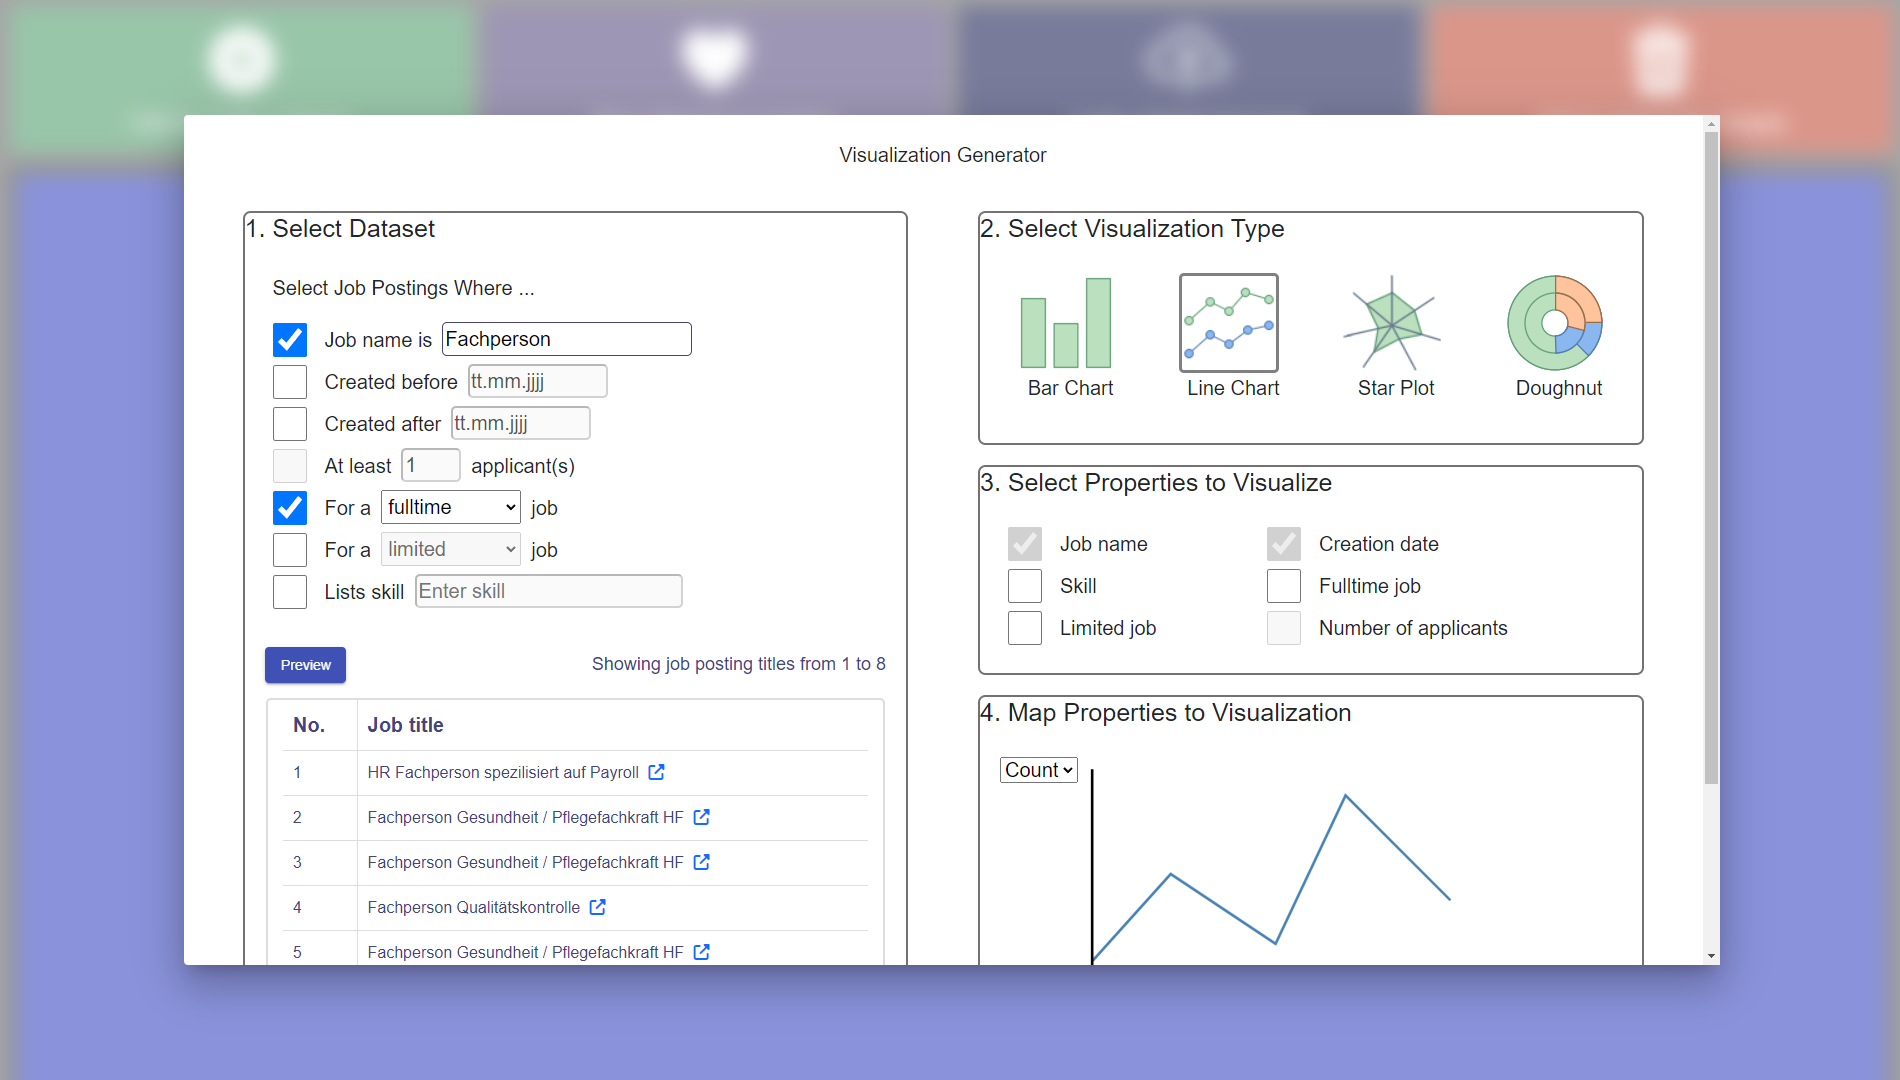 Visualization Generator
1. Select Dataset
Select Job Postings Where ...
Job name is Fachperson
Created before tt.mm.jjjj
Created after tt.mm.jjjj
At least 1 applicant(s)
For a fulltime job
For a limited job
Lists skill Enter skill
Preview Showing job posting titles from 1 to 8
No. Job title
1 HR Fachperson spezilisiert auf Payroll
2 Fachperson Gesundheit / Pflegefachkraft HF
3 Fachperson Gesundheit / Pflegefachkraft HF
4 Fachperson Qualitätskontrolle
5 Fachperson Gesundheit / Pflegefachkraft HF
2. Select Visualization Type
Bar Chart Line Chart Star Plot Doughnut
3. Select Properties to Visualize
Job name Creation date
Skill Fulltime job
Limited job Number of applicants
4. Map Properties to Visualization
Count